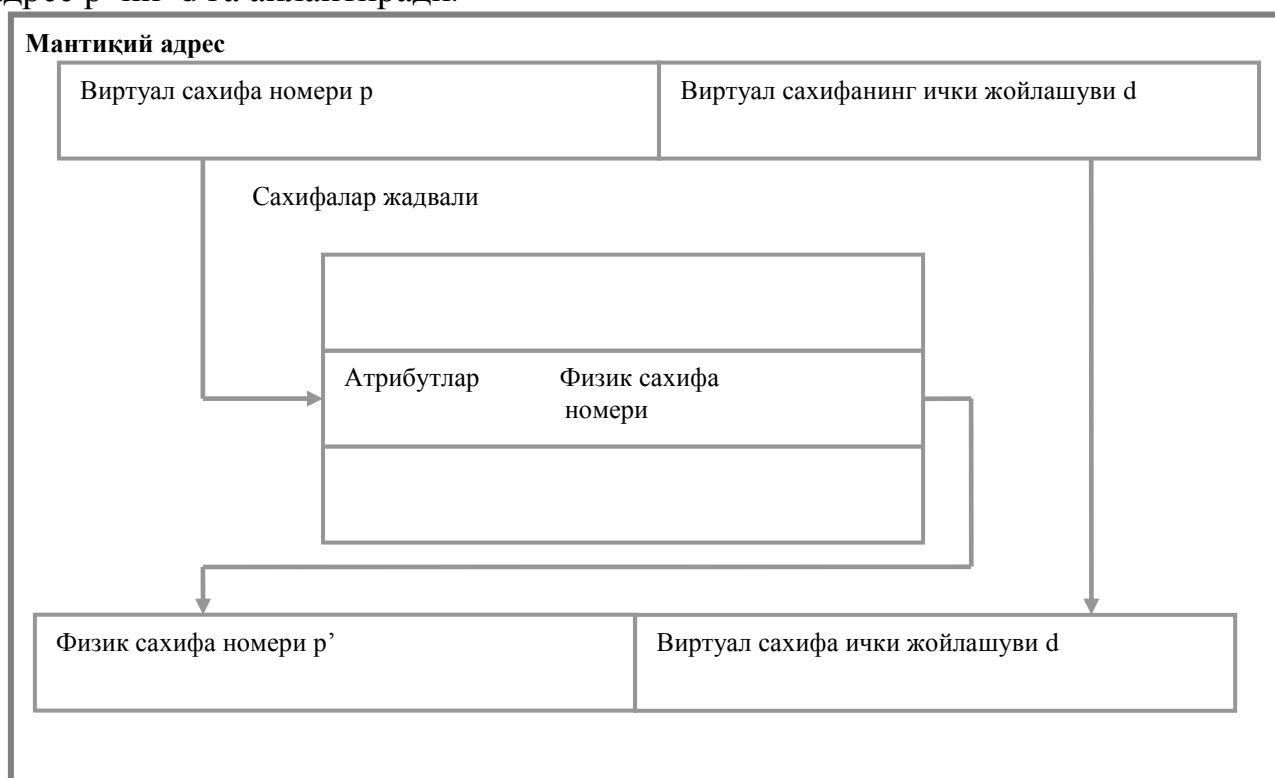 Мантиқий адрес
Виртуал сахифа номери р
Виртуал сахифанинг ички жойлашуви d
Сахифалар жадвали
Атрибутлар Физик сахифа
номери
Физик сахифа номери р’
Виртуал сахифа ички жойлашуви d